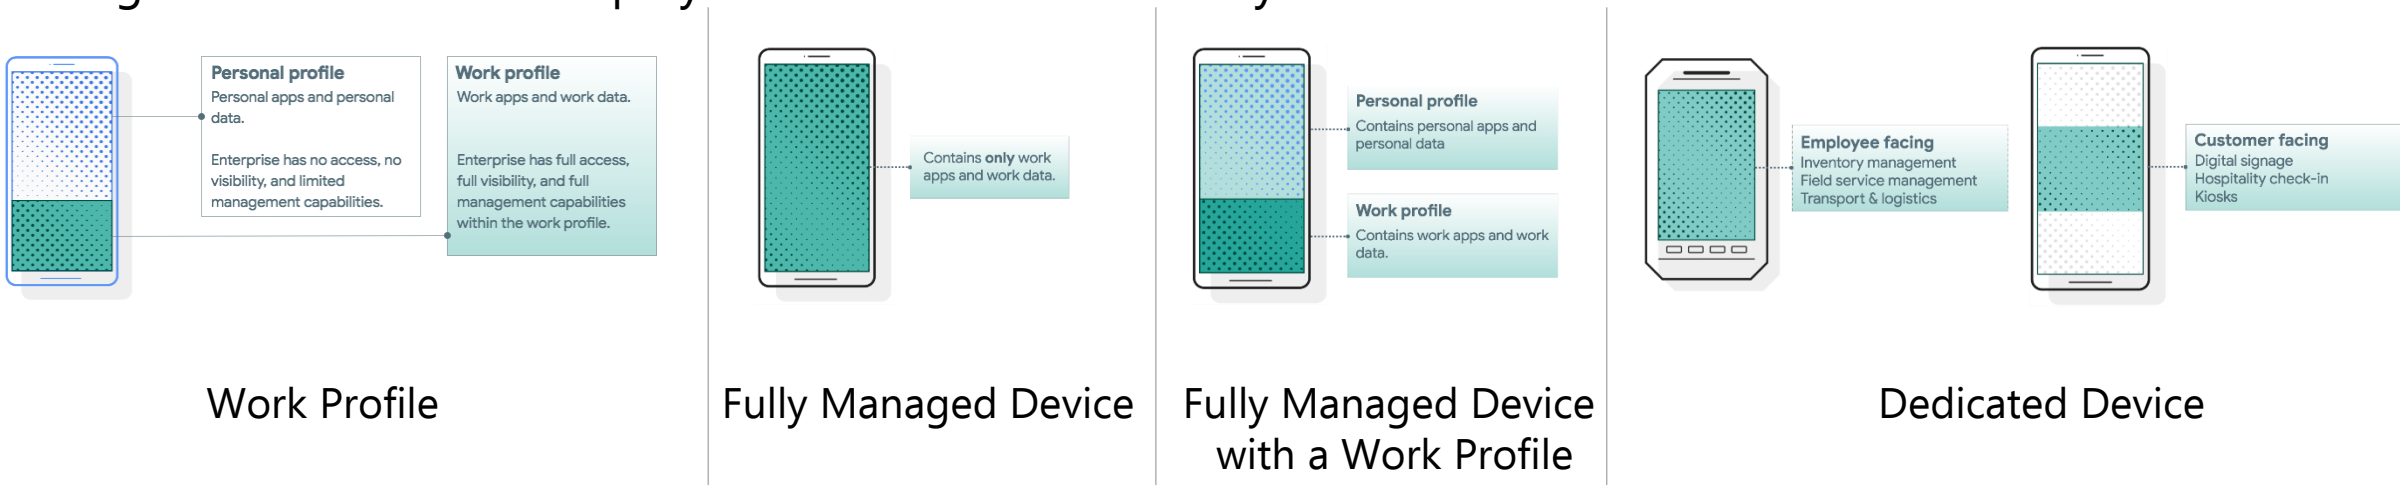 Personal profile
Personal apps and personal
data.
Enterprise has no access, no
visibility, and limited
management capabilities.
Work profile
Work apps and work data.
Enterprise has full access,
full visibility, and full
management capabilities
within the work profile.
Work Profile
Contains only work
apps and work data.
Fully Managed Device
Personal profile
Contains personal apps and
personal data
Work profile
Contains work apps and work
data.
Fully Managed Device
with a Work Profile
Employee facing
Inventory management
Field service management
Transport & logistics
Customer facing
Digital signage
Hospitality check-in
Kiosks
Dedicated Device